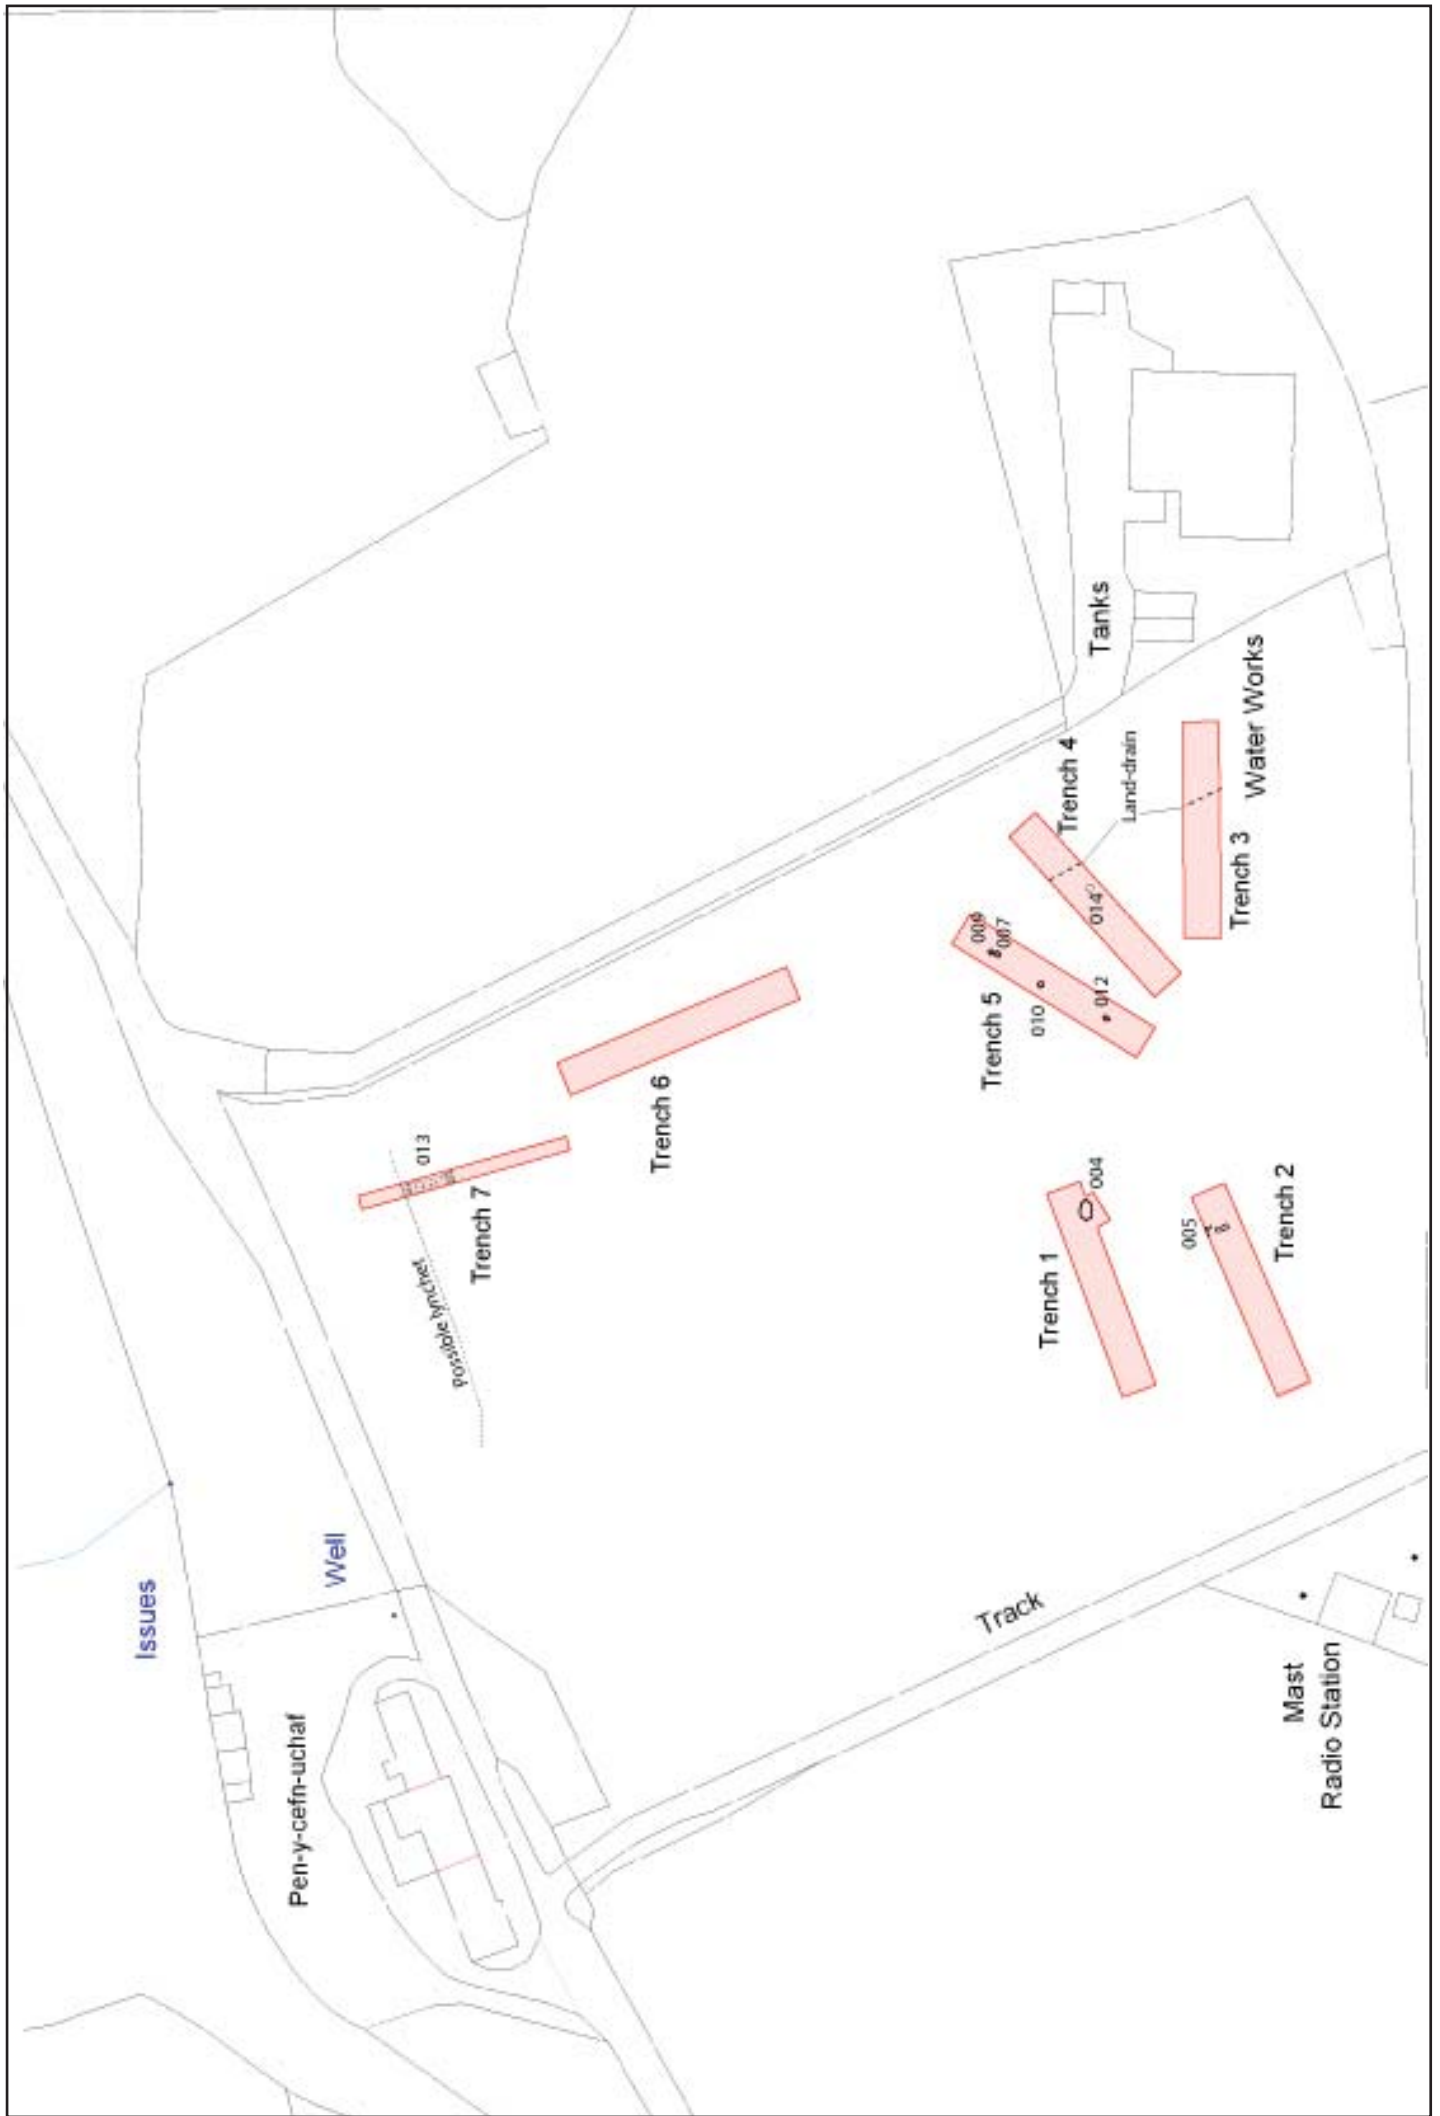 Issues
Well
Pen-y-cefn-uchaf
Possible lynchet
013
Trench 7
Trench 6
Track
Mast
Radio Station
Trench 1
004
005
Trench 2
Trench 5
009
007
010
012
Trench 4
014
Land-drain
Trench 3
Tanks
Water Works